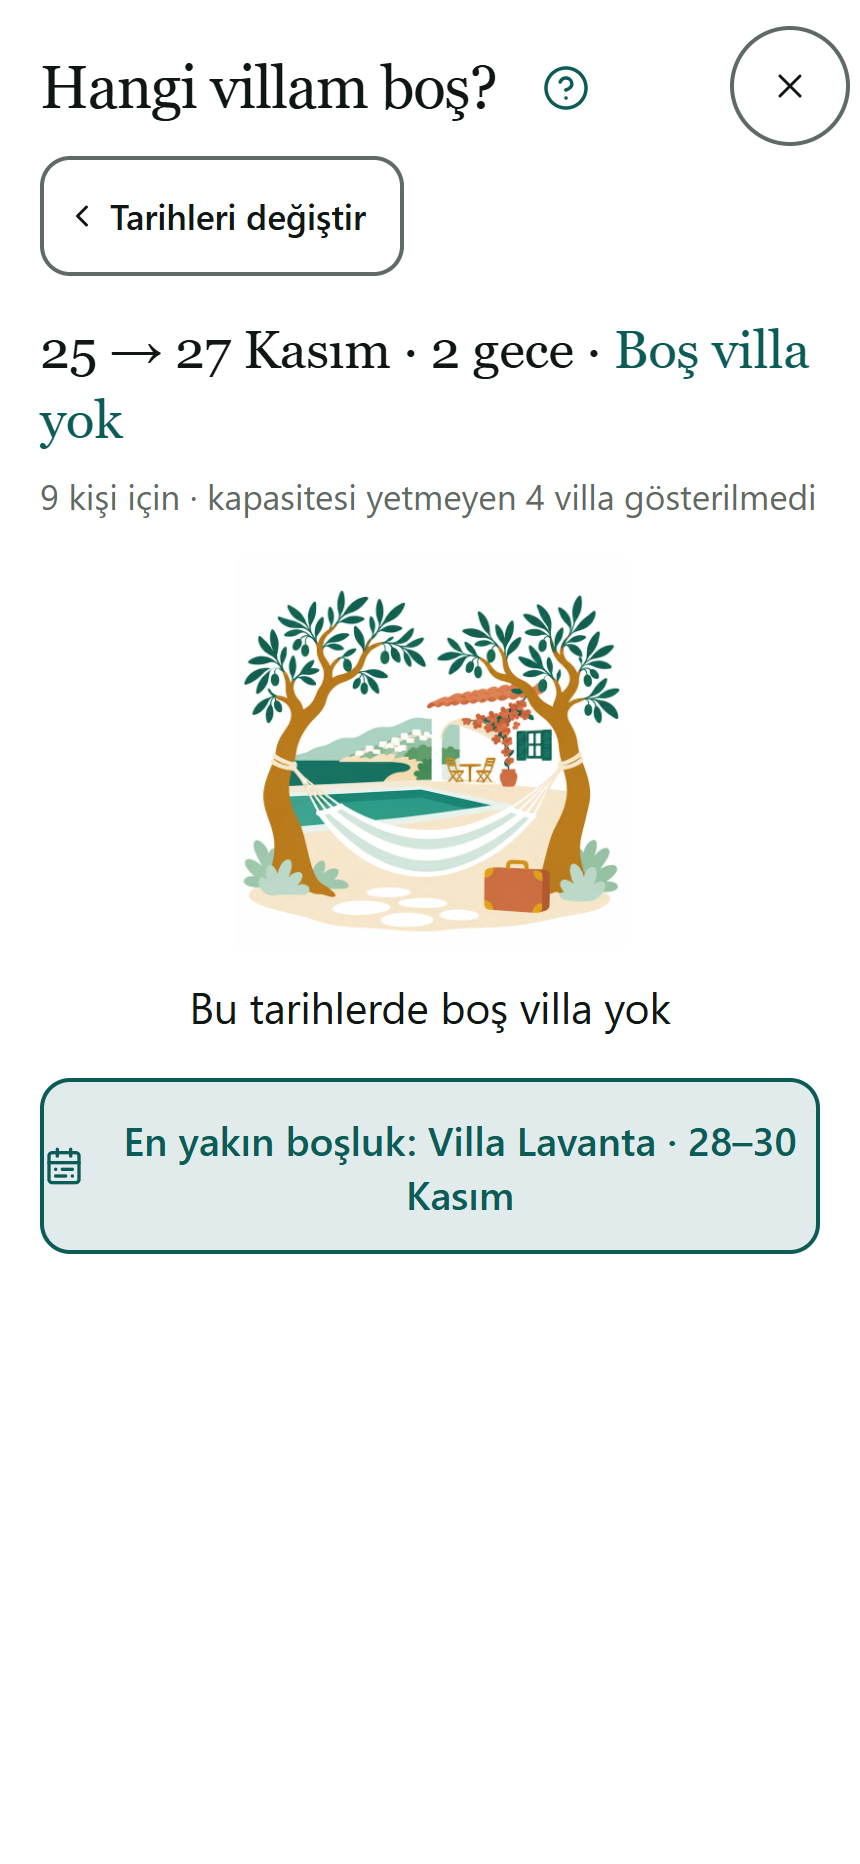 Hangi villam boş?
Tarihleri değiştir
25 → 27 Kasım · 2 gece · Boş villa
yok
9 kişi için · kapasitesi yetmeyen 4 villa gösterilmedi
Bu tarihlerde boş villa yok
En yakın boşluk: Villa Lavanta · 28–30
Kasım